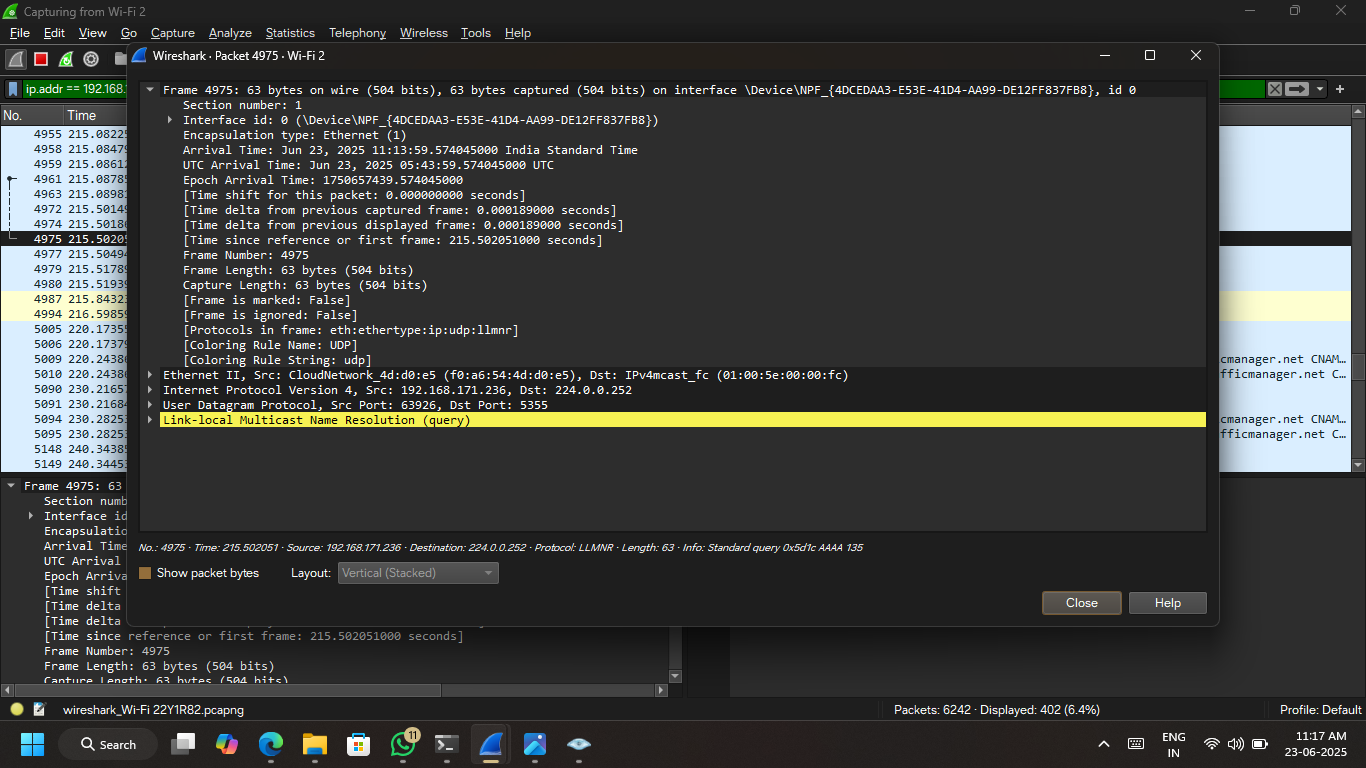 Capturing from Wi-Fi 2
File Edit View Go Capture Analyze Statistics Telephony Wireless Tools Help
Wireshark · Packet 4975 · Wi-Fi 2
ip.addr == 192.168.
No. Time
4955 215.0822
4958 215.0847
4959 215.0861
4961 215.0878
4963 215.0898
4972 215.5014
4974 215.5018
4975 215.5020
4977 215.5049
4979 215.5178
4980 215.5193
4987 215.8432
4994 216.5985
5005 220.1735
5006 220.1737
5009 220.2438 cmanager.net CNAM…
5010 220.2438 fficmanager.net C…
5090 230.2165
5091 230.2168
5094 230.2825 cmanager.net CNAM…
5095 230.2825 fficmanager.net C…
5148 240.3438
5149 240.3445
Frame 4975: 63 bytes on wire (504 bits), 63 bytes captured (504 bits) on interface \Device\NPF_{4DCEDAA3-E53E-41D4-AA99-DE12FF837FB8}, id 0
Section number: 1
Interface id: 0 (\Device\NPF_{4DCEDAA3-E53E-41D4-AA99-DE12FF837FB8})
Encapsulation type: Ethernet (1)
Arrival Time: Jun 23, 2025 11:13:59.574045000 India Standard Time
UTC Arrival Time: Jun 23, 2025 05:43:59.574045000 UTC
Epoch Arrival Time: 1750657439.574045000
[Time shift for this packet: 0.000000000 seconds]
[Time delta from previous captured frame: 0.000189000 seconds]
[Time delta from previous displayed frame: 0.000189000 seconds]
[Time since reference or first frame: 215.502051000 seconds]
Frame Number: 4975
Frame Length: 63 bytes (504 bits)
Capture Length: 63 bytes (504 bits)
[Frame is marked: False]
[Frame is ignored: False]
[Protocols in frame: eth:ethertype:ip:udp:llmnr]
[Coloring Rule Name: UDP]
[Coloring Rule String: udp]
Ethernet II, Src: CloudNetwork_4d:d0:e5 (f0:a6:54:4d:d0:e5), Dst: IPv4mcast_fc (01:00:5e:00:00:fc)
Internet Protocol Version 4, Src: 192.168.171.236, Dst: 224.0.0.252
User Datagram Protocol, Src Port: 63926, Dst Port: 5355
Link-local Multicast Name Resolution (query)
No.: 4975 · Time: 215.502051 · Source: 192.168.171.236 · Destination: 224.0.0.252 · Protocol: LLMNR · Length: 63 · Info: Standard query 0x5d1c AAAA 135
Show packet bytes Layout: Vertical (Stacked)
Close Help
Frame 4975: 63
Section numb
Interface id
Encapsulatio
Arrival Time
UTC Arrival
Epoch Arriva
[Time shift
[Time delta
[Time delta
[Time since reference or first frame: 215.502051000 seconds]
Frame Number: 4975
Frame Length: 63 bytes (504 bits)
Capture Length: 63 bytes (504 bits)
wireshark_Wi-Fi 22Y1R82.pcapng Packets: 6242 · Displayed: 402 (6.4%) Profile: Default
Search 11 ENG IN 11:17 AM 23-06-2025